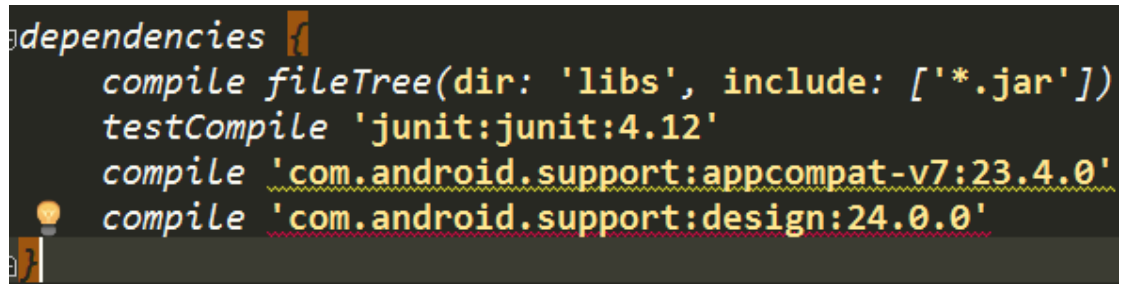 dependencies {
compile fileTree(dir: 'libs', include: ['*.jar'])
testCompile 'junit:junit:4.12'
compile 'com.android.support:appcompat-v7:23.4.0'
compile 'com.android.support:design:24.0.0'
}